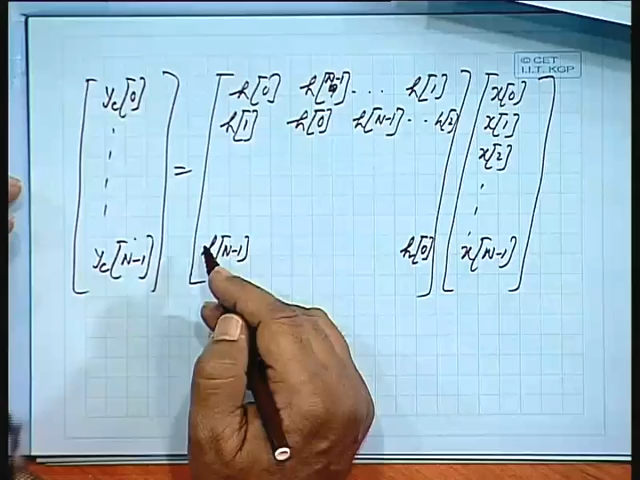 © CET
I.I.T. KGP
y_c[0] h[0] h[N-1] ... h[1] x[0]
h[1] h[0] h[N-1] .. h[2] x[1]
= x[2]
y_c[N-1] h[N-1] h[0] x[N-1]